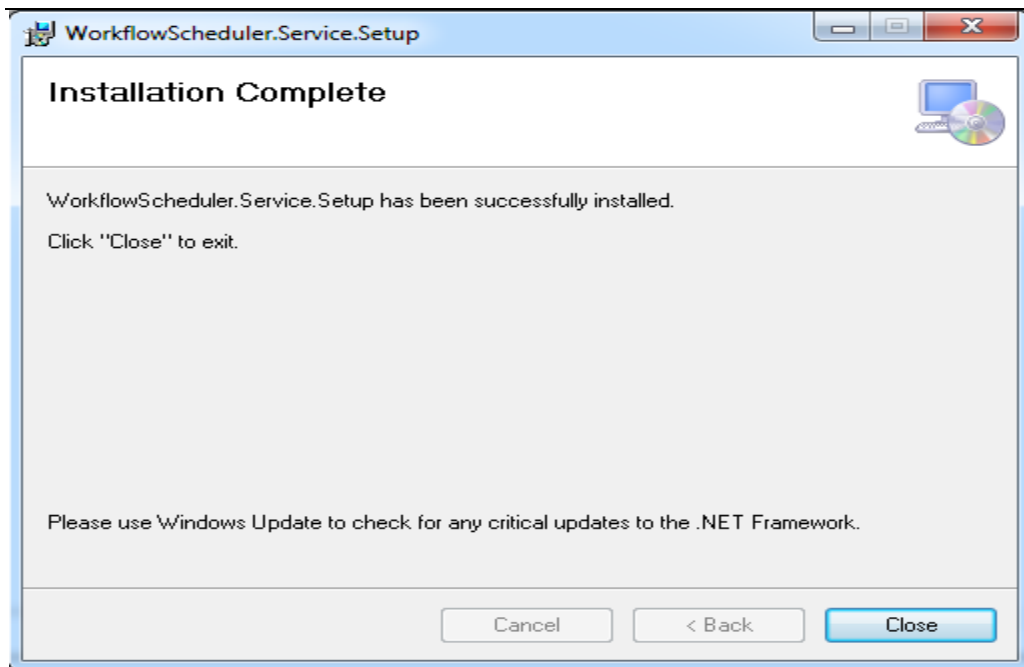 WorkflowScheduler.Service.Setup
Installation Complete
WorkflowScheduler.Service.Setup has been successfully installed.
Click "Close" to exit.
Please use Windows Update to check for any critical updates to the .NET Framework.
Cancel
< Back
Close